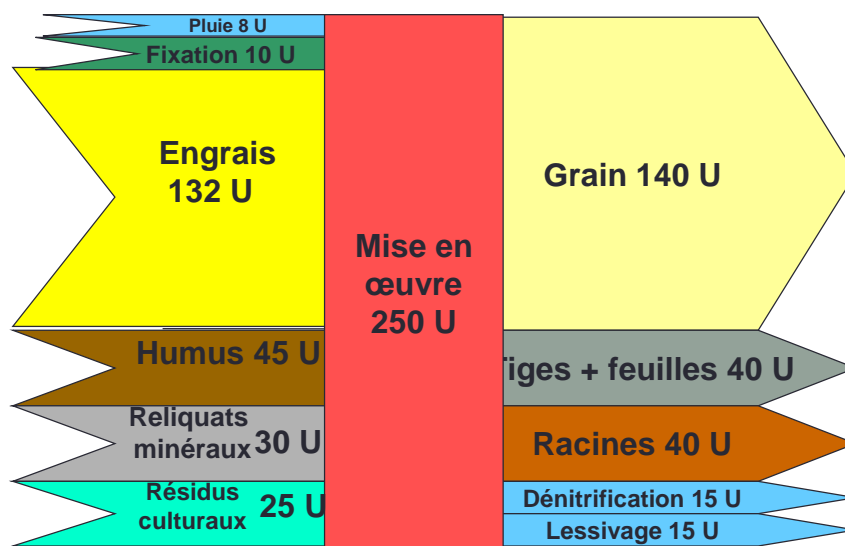 Pluie 8 U
Fixation 10 U
Engrais
132 U
Humus 45 U
Reliquats
minéraux 30 U
Résidus
culturaux 25 U
Mise en
œuvre
250 U
Grain 140 U
Tiges + feuilles 40 U
Racines 40 U
Dénitrification 15 U
Lessivage 15 U